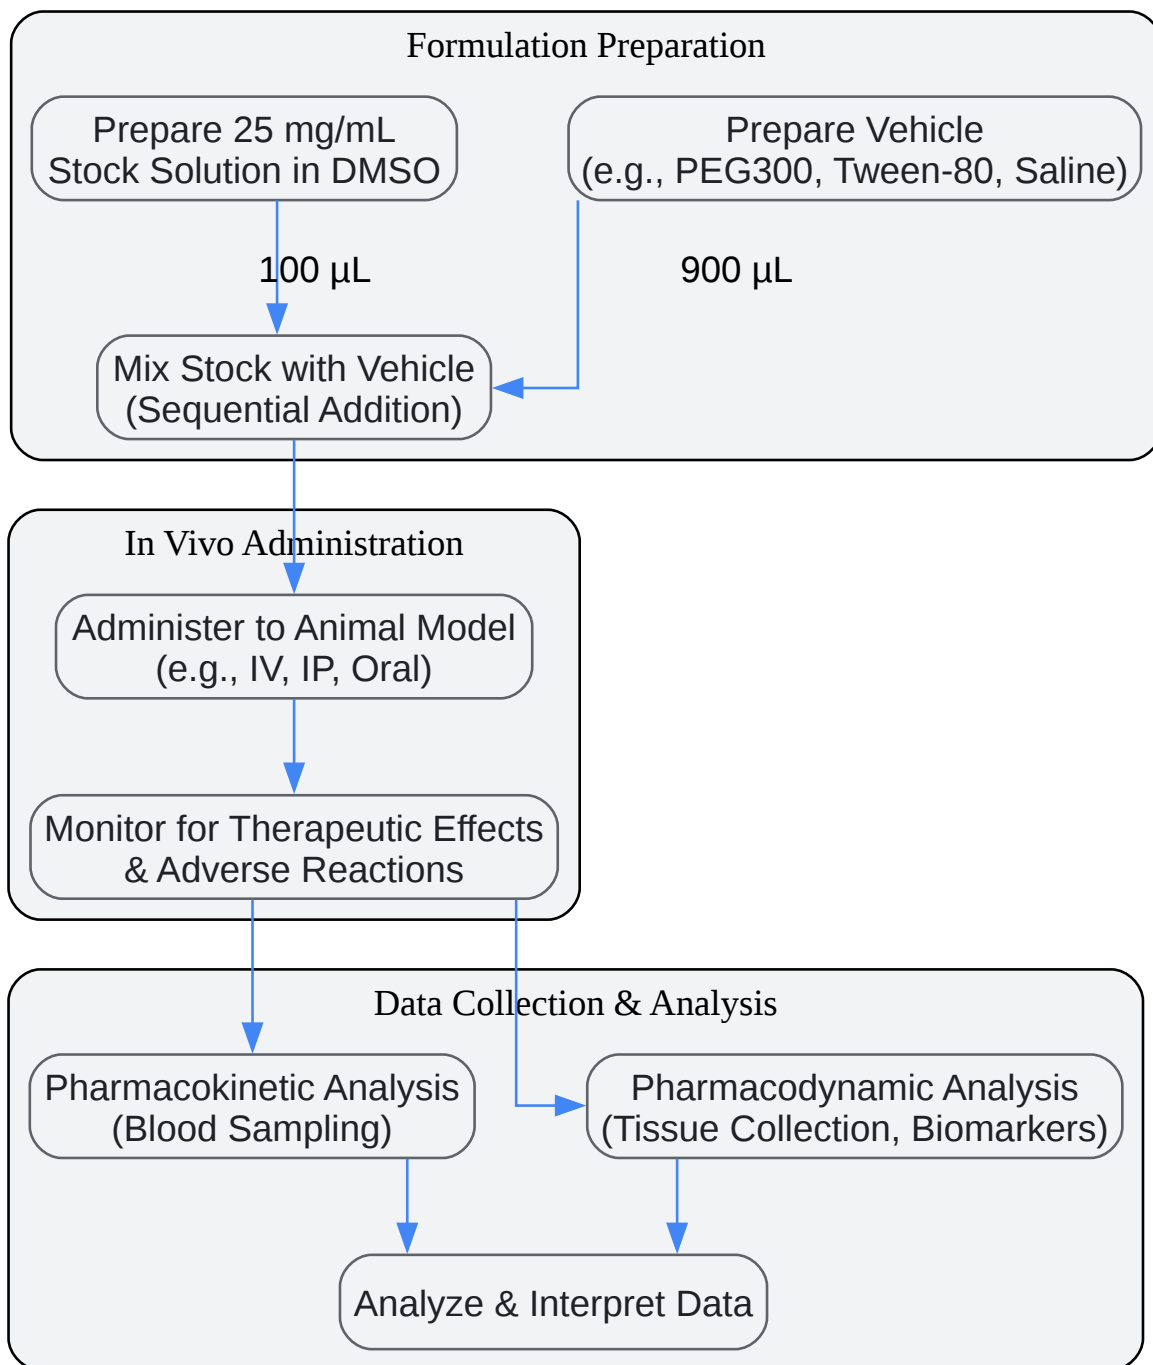 Formulation Preparation
Prepare 25 mg/mL
Stock Solution in DMSO
Prepare Vehicle
(e.g., PEG300, Tween-80, Saline)
100 µL
900 µL
Mix Stock with Vehicle
(Sequential Addition)
In Vivo Administration
Administer to Animal Model
(e.g., IV, IP, Oral)
Monitor for Therapeutic Effects
& Adverse Reactions
Data Collection & Analysis
Pharmacokinetic Analysis
(Blood Sampling)
Pharmacodynamic Analysis
(Tissue Collection, Biomarkers)
Analyze & Interpret Data